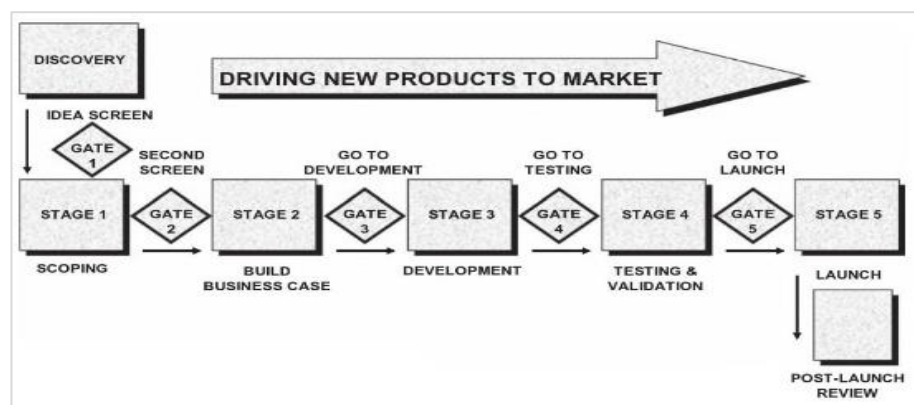 DISCOVERY
DRIVING NEW PRODUCTS TO MARKET
IDEA SCREEN
GATE
1
SECOND
SCREEN
GO TO
DEVELOPMENT
GO TO
TESTING
GO TO
LAUNCH
STAGE 1
GATE
2
STAGE 2
GATE
3
STAGE 3
GATE
4
STAGE 4
GATE
5
STAGE 5
SCOPING
BUILD
BUSINESS CASE
DEVELOPMENT
TESTING &
VALIDATION
LAUNCH
POST-LAUNCH
REVIEW